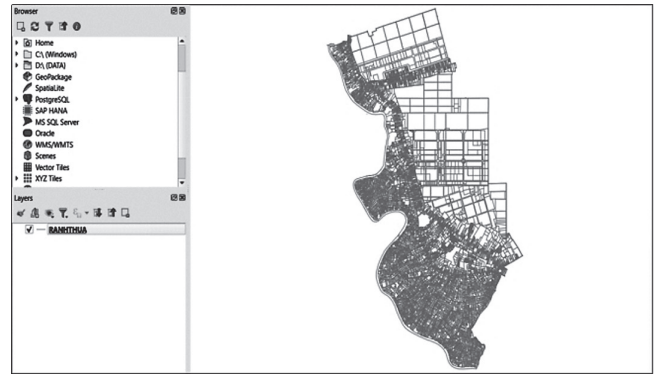 Browser
Home
C:\ (Windows)
D:\ (DATA)
GeoPackage
SpatiaLite
PostgreSQL
SAP HANA
MS SQL Server
Oracle
WMS/WMTS
Scenes
Vector Tiles
XYZ Tiles
Layers
RANHTHUA